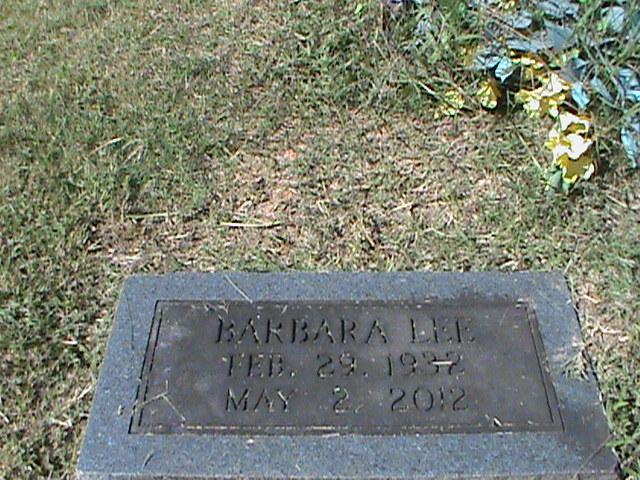 BARBARA LEE
FEB. 29. 1932
MAY 2. 2012